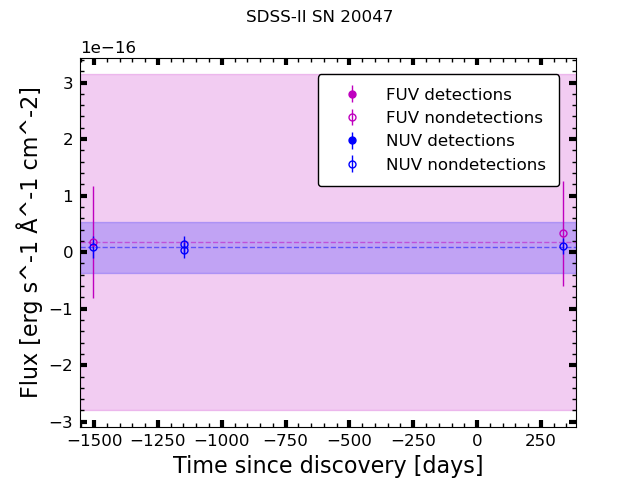 SDSS-II SN 20047
1e−16
FUV detections
FUV nondetections
NUV detections
NUV nondetections
3
2
1
0
−1
−2
−3
Flux [erg s^-1 Å^-1 cm^-2]
−1500 −1250 −1000 −750 −500 −250 0 250
Time since discovery [days]